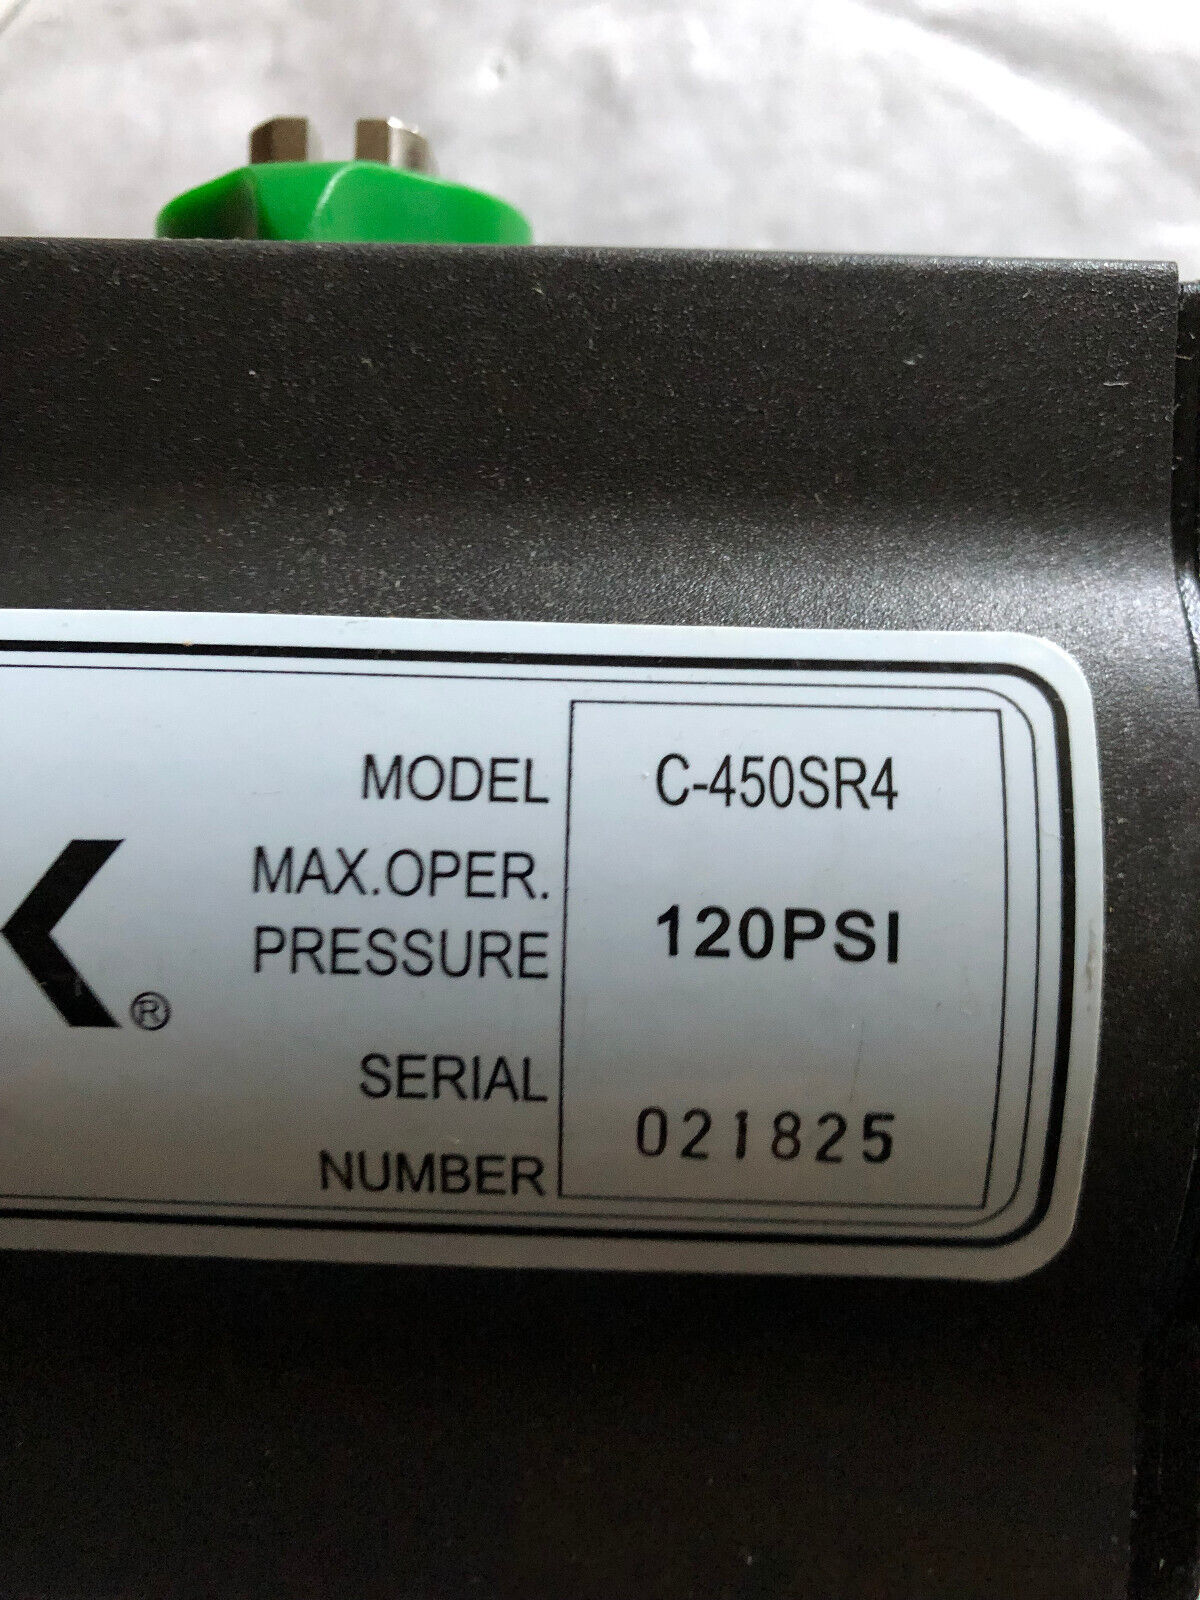 MODEL C-450SR4
MAX.OPER.
PRESSURE 120PSI
SERIAL
NUMBER 021825
®